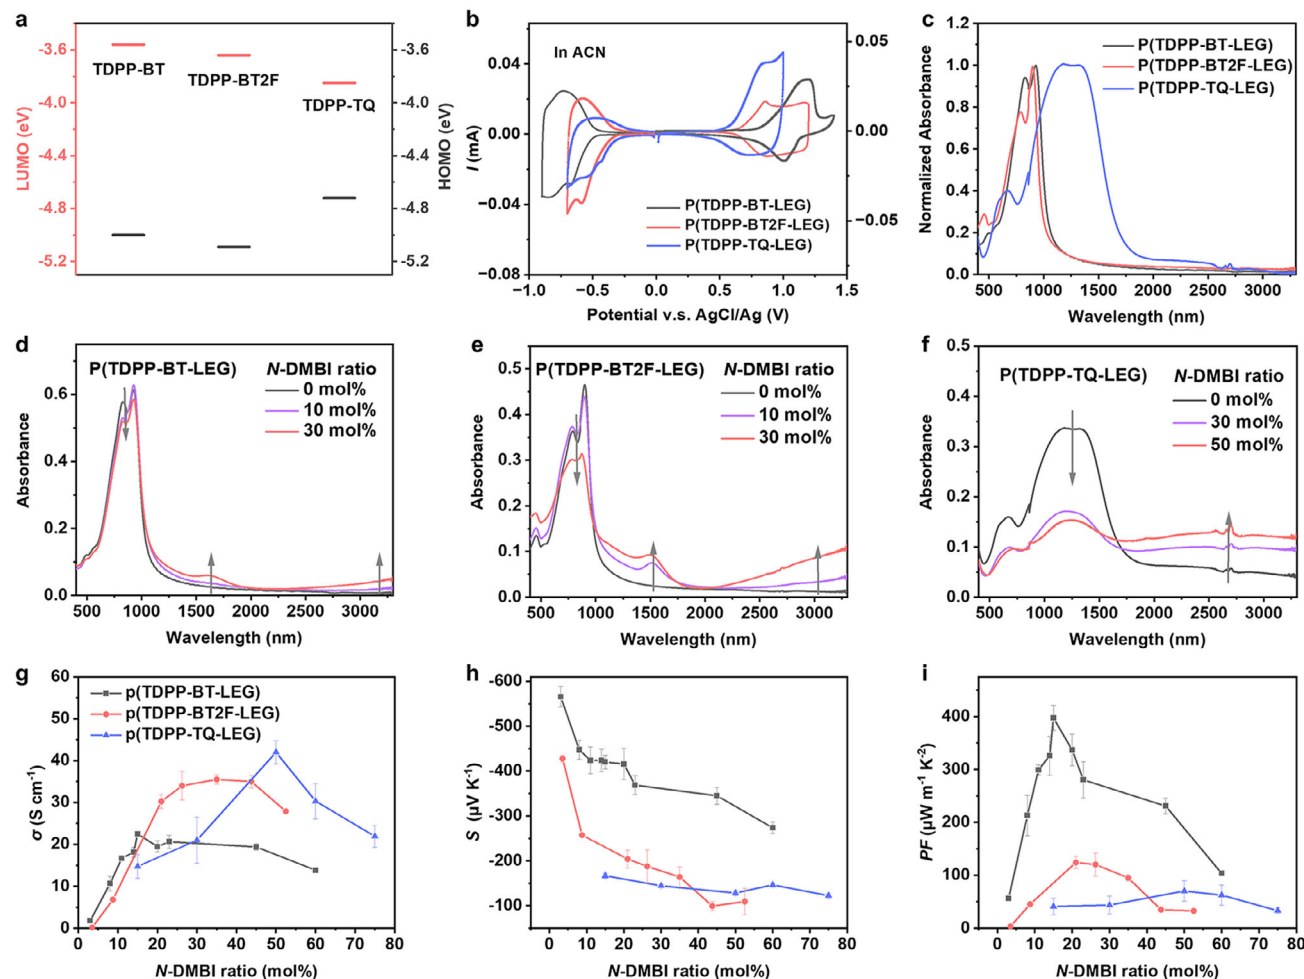 a
-3.6
-4.0
-4.4
-4.8
-5.2
LUMO (eV)
TDPP-BT
TDPP-BT2F
TDPP-TQ
-3.6
-4.0
-4.4
-4.8
-5.2
HOMO (eV)
b
In ACN
0.04
0.00
−0.04
−0.08
I (mA)
0.05
0.00
−0.05
P(TDPP-BT-LEG)
P(TDPP-BT2F-LEG)
P(TDPP-TQ-LEG)
−1.0 −0.5 0.0 0.5 1.0 1.5
Potential v.s. AgCl/Ag (V)
c
1.2
1.0
0.8
0.6
0.4
0.2
0.0
Normalized Absorbance
P(TDPP-BT-LEG)
P(TDPP-BT2F-LEG)
P(TDPP-TQ-LEG)
500 1000 1500 2000 2500 3000
Wavelength (nm)
d
P(TDPP-BT-LEG)
N-DMBI ratio
0 mol%
10 mol%
30 mol%
0.6
0.4
0.2
0.0
Absorbance
500 1000 1500 2000 2500 3000
Wavelength (nm)
e
P(TDPP-BT2F-LEG)
N-DMBI ratio
0 mol%
10 mol%
30 mol%
0.5
0.4
0.3
0.2
0.1
0.0
Absorbance
500 1000 1500 2000 2500 3000
Wavelength (nm)
f
P(TDPP-TQ-LEG)
N-DMBI ratio
0 mol%
30 mol%
50 mol%
0.5
0.4
0.3
0.2
0.1
0.0
Absorbance
500 1000 1500 2000 2500 3000
Wavelength (nm)
g
p(TDPP-BT-LEG)
p(TDPP-BT2F-LEG)
p(TDPP-TQ-LEG)
60
50
40
30
20
10
0
σ (S cm⁻¹)
0 10 20 30 40 50 60 70 80
N-DMBI ratio (mol%)
h
-600
-500
-400
-300
-200
-100
S (μV K⁻¹)
0 10 20 30 40 50 60 70 80
N-DMBI ratio (mol%)
i
400
300
200
100
0
PF (μW m⁻¹ K⁻²)
0 10 20 30 40 50 60 70 80
N-DMBI ratio (mol%)